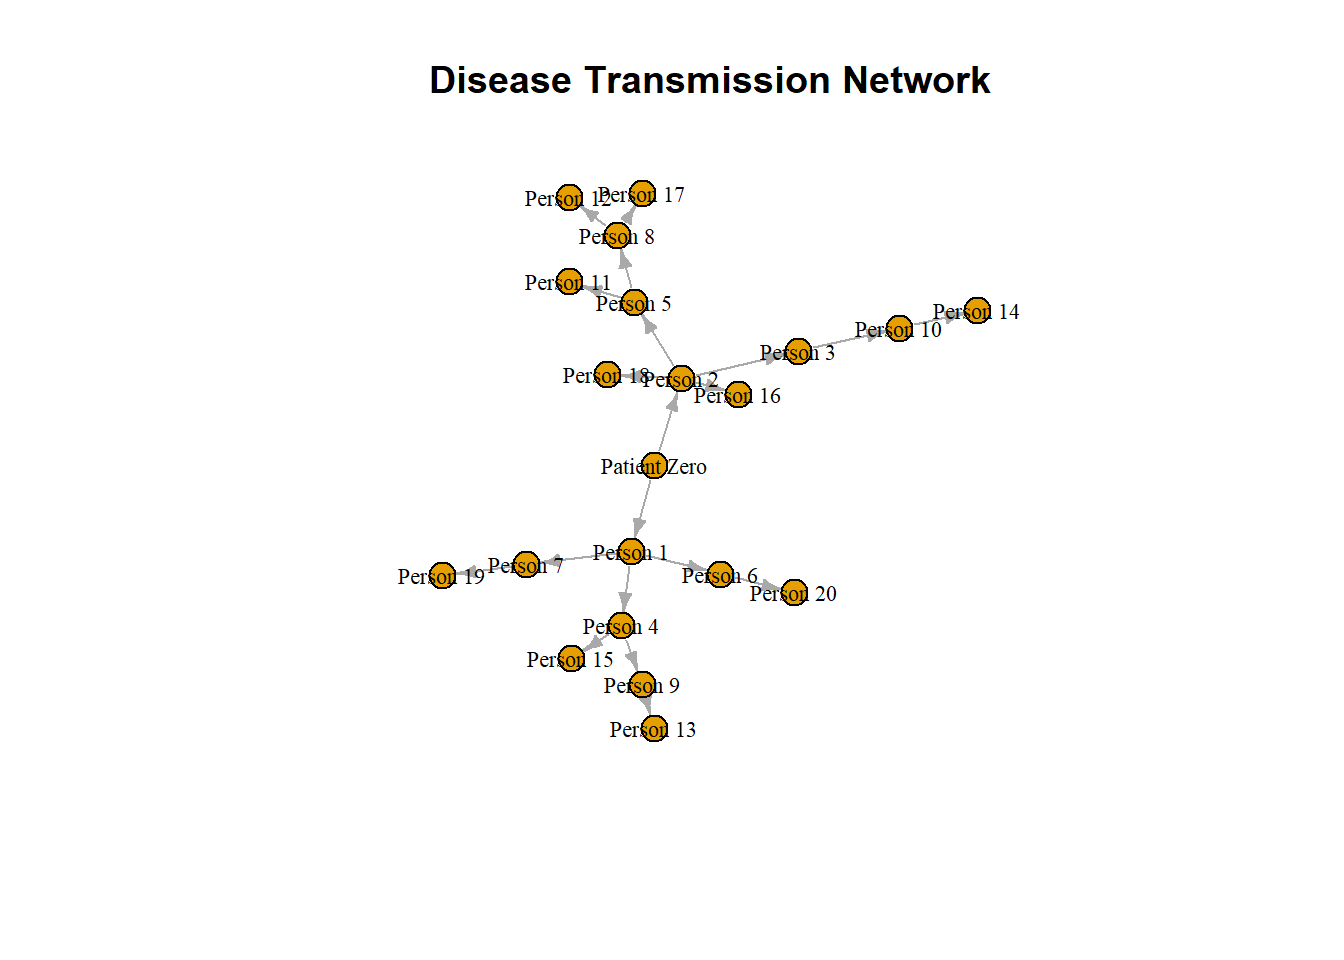 Disease Transmission Network
Person 12
Person 17
Person 8
Person 11
Person 5
Person 14
Person 10
Person 3
Person 18
Person 2
Person 16
Patient Zero
Person 1
Person 7
Person 19
Person 6
Person 20
Person 4
Person 15
Person 9
Person 13